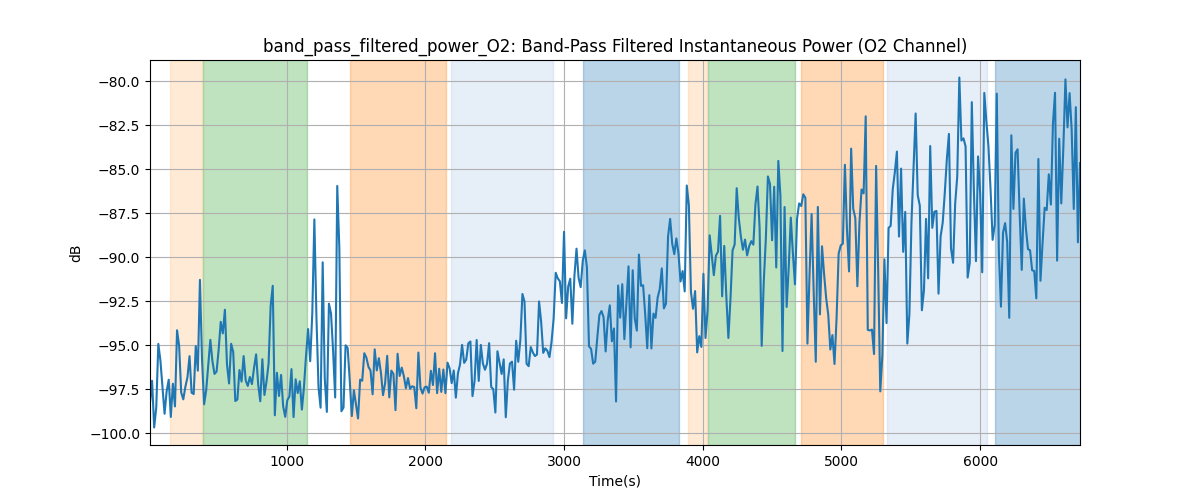 band_pass_filtered_power_O2: Band-Pass Filtered Instantaneous Power (O2 Channel)
dB
−80.0
−82.5
−85.0
−87.5
−90.0
−92.5
−95.0
−97.5
−100.0
1000 2000 3000 4000 5000 6000
Time(s)